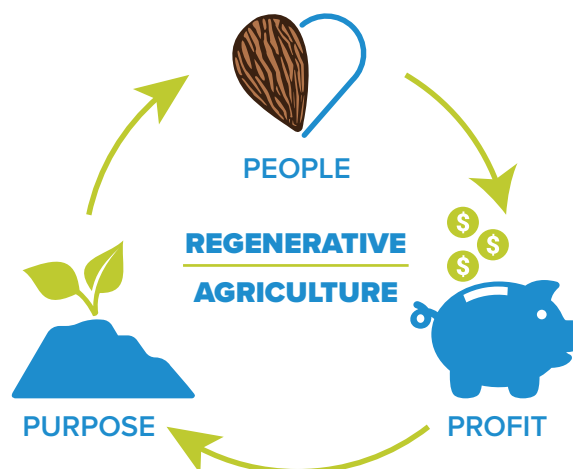 PEOPLE
REGENERATIVE
AGRICULTURE
$
$
$
PURPOSE
PROFIT